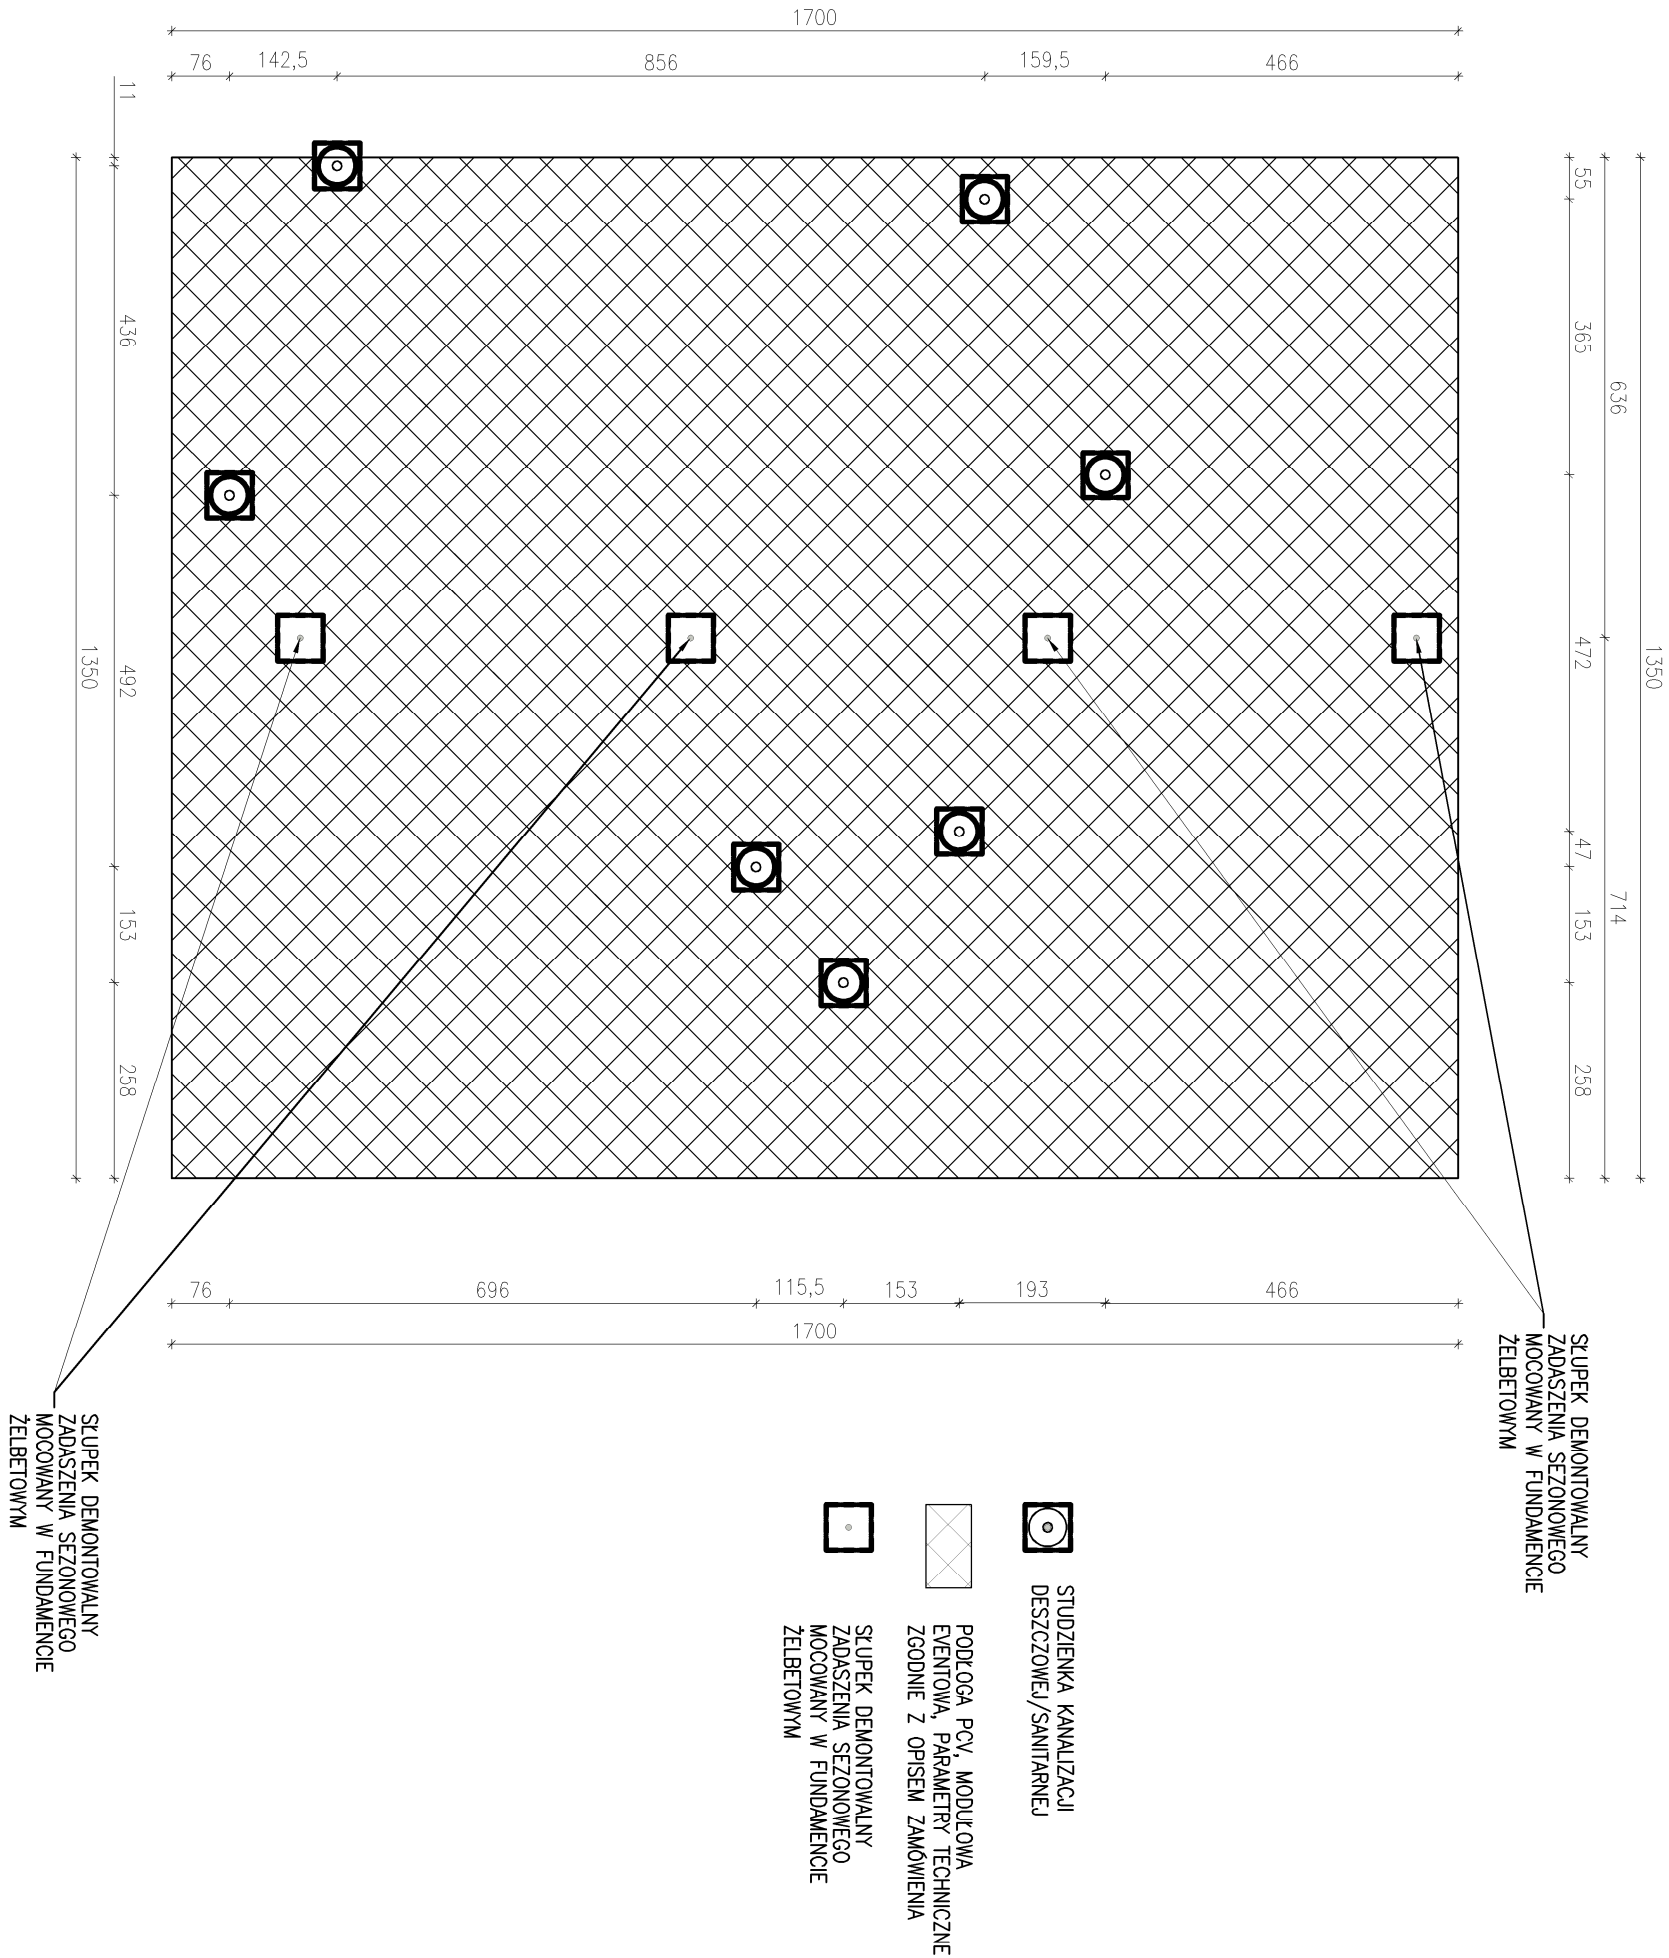 1700
76
142,5
856
159,5
466
11
436
492
153
258
1350
55
365
472
47
153
258
636
714
1350
76
696
115,5
153
193
466
1700
SŁUPEK DEMONTOWALNY
ZADASZENIA SEZONOWEGO
MOCOWANY W FUNDAMENCIE
ŻELBETOWYM
SŁUPEK DEMONTOWALNY
ZADASZENIA SEZONOWEGO
MOCOWANY W FUNDAMENCIE
ŻELBETOWYM
STUDZIENKA KANALIZACJI
DESZCZOWEJ/SANITARNEJ
PODŁOGA PCV, MODUŁOWA
EVENTOWA, PARAMETRY TECHNICZNE
ZGODNIE Z OPISEM ZAMÓWIENIA
SŁUPEK DEMONTOWALNY
ZADASZENIA SEZONOWEGO
MOCOWANY W FUNDAMENCIE
ŻELBETOWYM